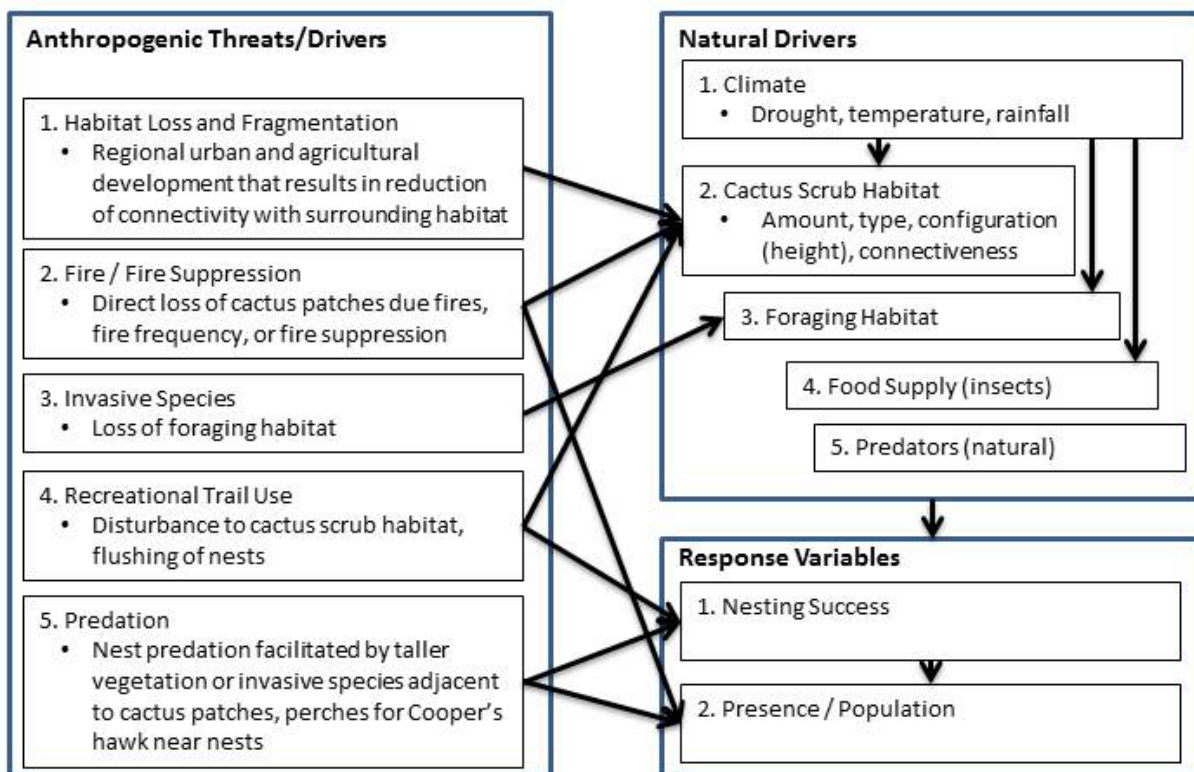 Anthropogenic Threats/Drivers
1. Habitat Loss and Fragmentation
• Regional urban and agricultural
development that results in reduction
of connectivity with surrounding habitat
2. Fire / Fire Suppression
• Direct loss of cactus patches due fires,
fire frequency, or fire suppression
3. Invasive Species
• Loss of foraging habitat
4. Recreational Trail Use
• Disturbance to cactus scrub habitat,
flushing of nests
5. Predation
• Nest predation facilitated by taller
vegetation or invasive species adjacent
to cactus patches, perches for Cooper's
hawk near nests
Natural Drivers
1. Climate
• Drought, temperature, rainfall
2. Cactus Scrub Habitat
• Amount, type, configuration
(height), connectiveness
3. Foraging Habitat
4. Food Supply (insects)
5. Predators (natural)
Response Variables
1. Nesting Success
2. Presence / Population